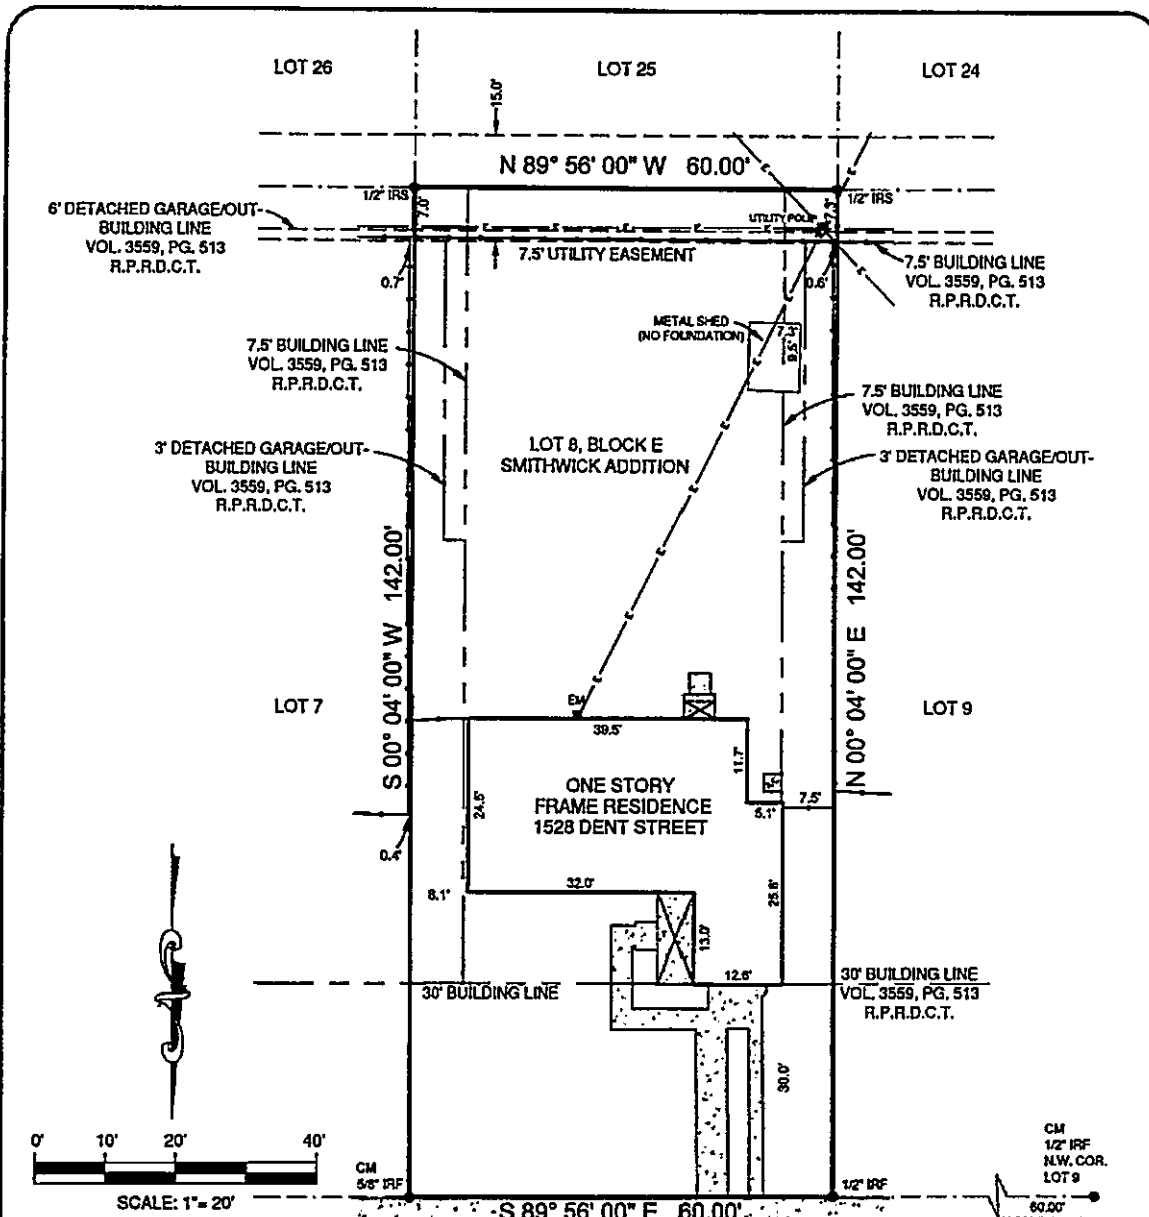 LOT 26
LOT 25
LOT 24
15.0'
N 89° 56' 00" W 60.00'
1/2" IRS
1/2" IRS
7.0'
7.3'
UTILITY POLE
6' DETACHED GARAGE/OUT-
BUILDING LINE
VOL. 3559, PG. 513
R.P.R.D.C.T.
7.5' UTILITY EASEMENT
7.5' BUILDING LINE
VOL. 3559, PG. 513
R.P.R.D.C.T.
0.7'
0.6'
METAL SHED
(NO FOUNDATION)
7.3'
9.5'
7.5' BUILDING LINE
VOL. 3559, PG. 513
R.P.R.D.C.T.
7.5' BUILDING LINE
VOL. 3559, PG. 513
R.P.R.D.C.T.
LOT 8, BLOCK E
SMITHWICK ADDITION
3' DETACHED GARAGE/OUT-
BUILDING LINE
VOL. 3559, PG. 513
R.P.R.D.C.T.
3' DETACHED GARAGE/OUT-
BUILDING LINE
VOL. 3559, PG. 513
R.P.R.D.C.T.
S 00° 04' 00" W 142.00'
N 00° 04' 00" E 142.00'
LOT 7
LOT 9
EM
39.5'
11.7'
ONE STORY
FRAME RESIDENCE
1528 DENT STREET
24.5'
5.1'
7.5'
0.4'
8.1'
32.0'
25.8'
13.0'
12.6'
30' BUILDING LINE
30' BUILDING LINE
VOL. 3559, PG. 513
R.P.R.D.C.T.
30.0'
0' 10' 20' 40'
SCALE: 1"= 20'
CM
5/8" IRF
S 89° 56' 00" E 60.00'
1/2" IRF
CM
1/2" IRF
N.W. COR.
LOT 9
60.00'